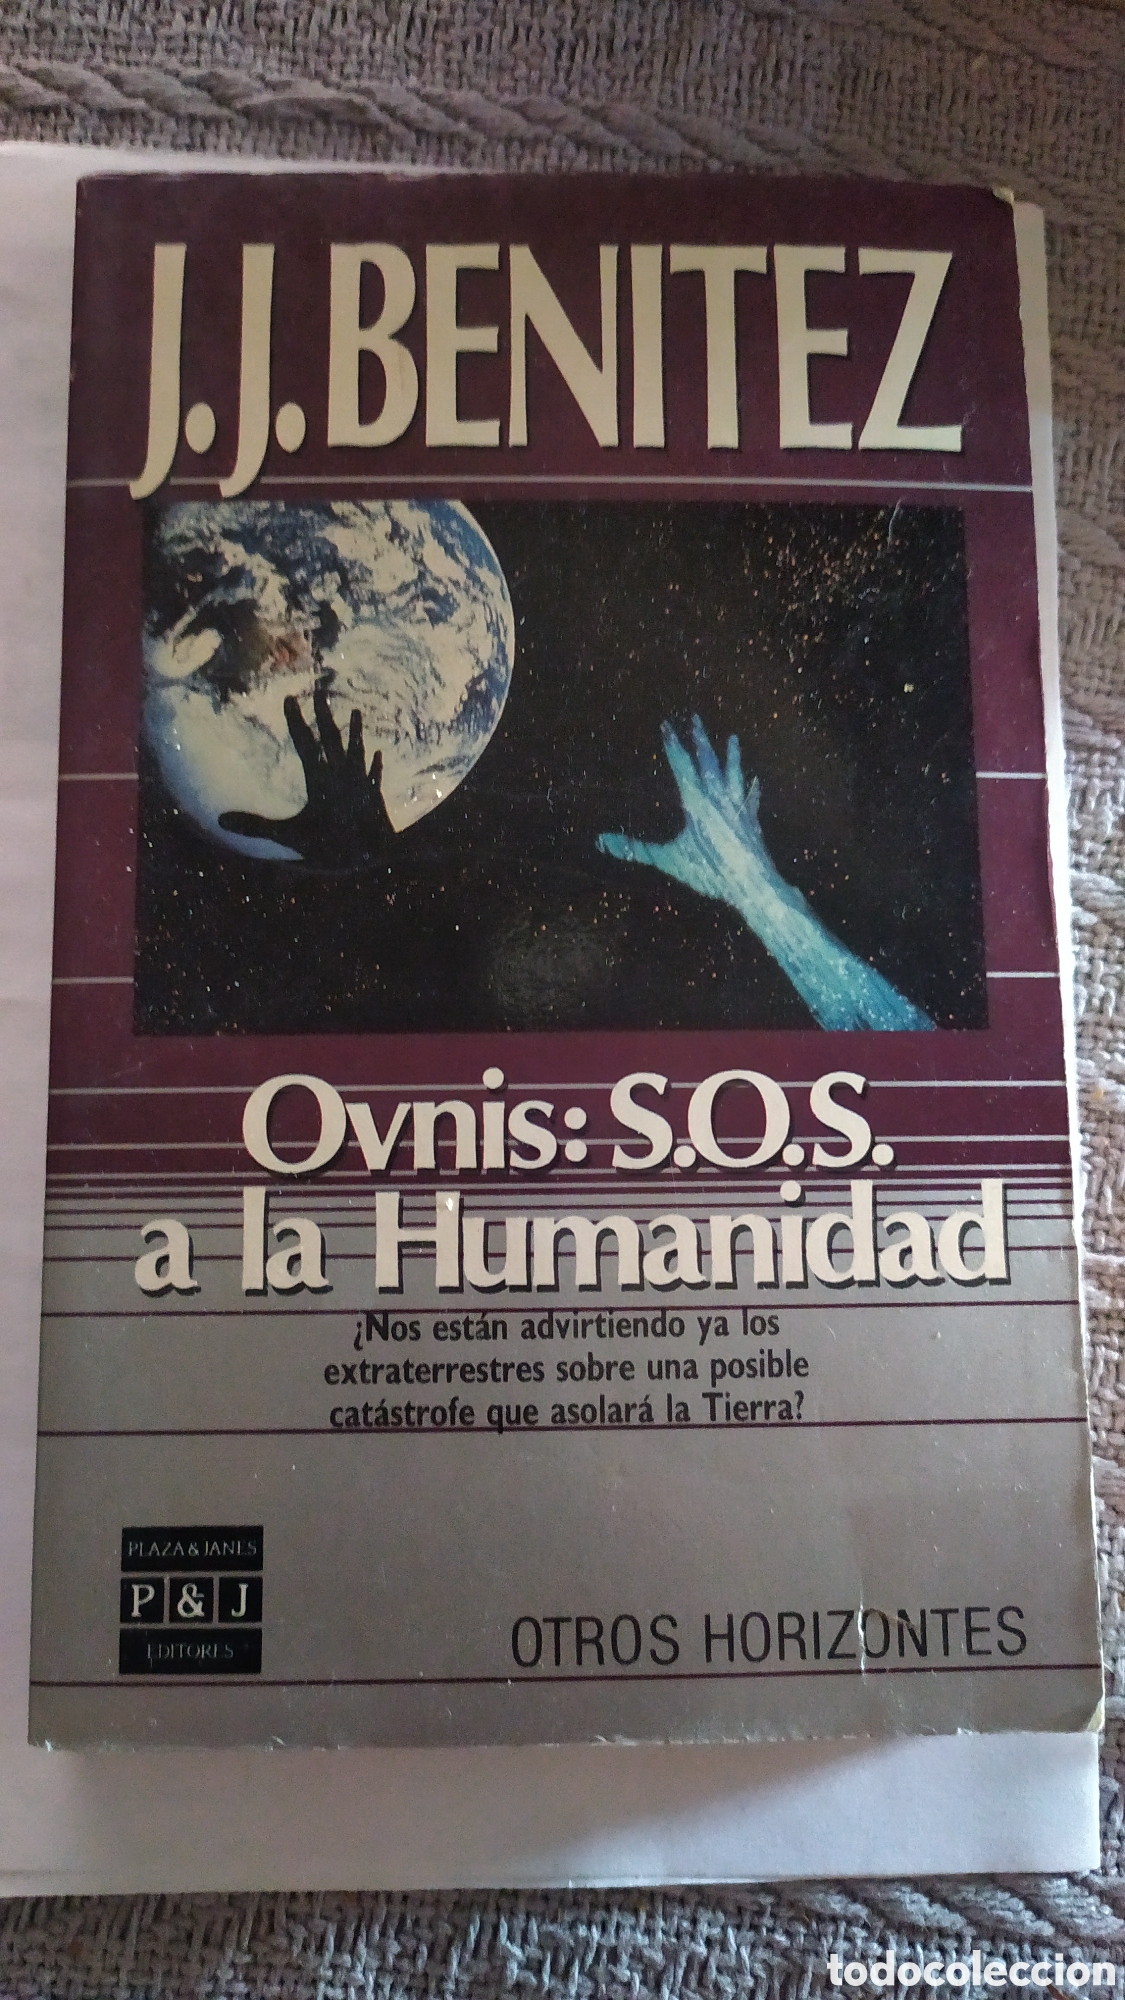 J.J. BENITEZ
Ovnis: S.O.S.
a la Humanidad
¿Nos están advirtiendo ya los
extraterrestres sobre una posible
catástrofe que asolará la Tierra?
PLAZA & JANES
P & J
EDITORES
OTROS HORIZONTES
todocoleccion